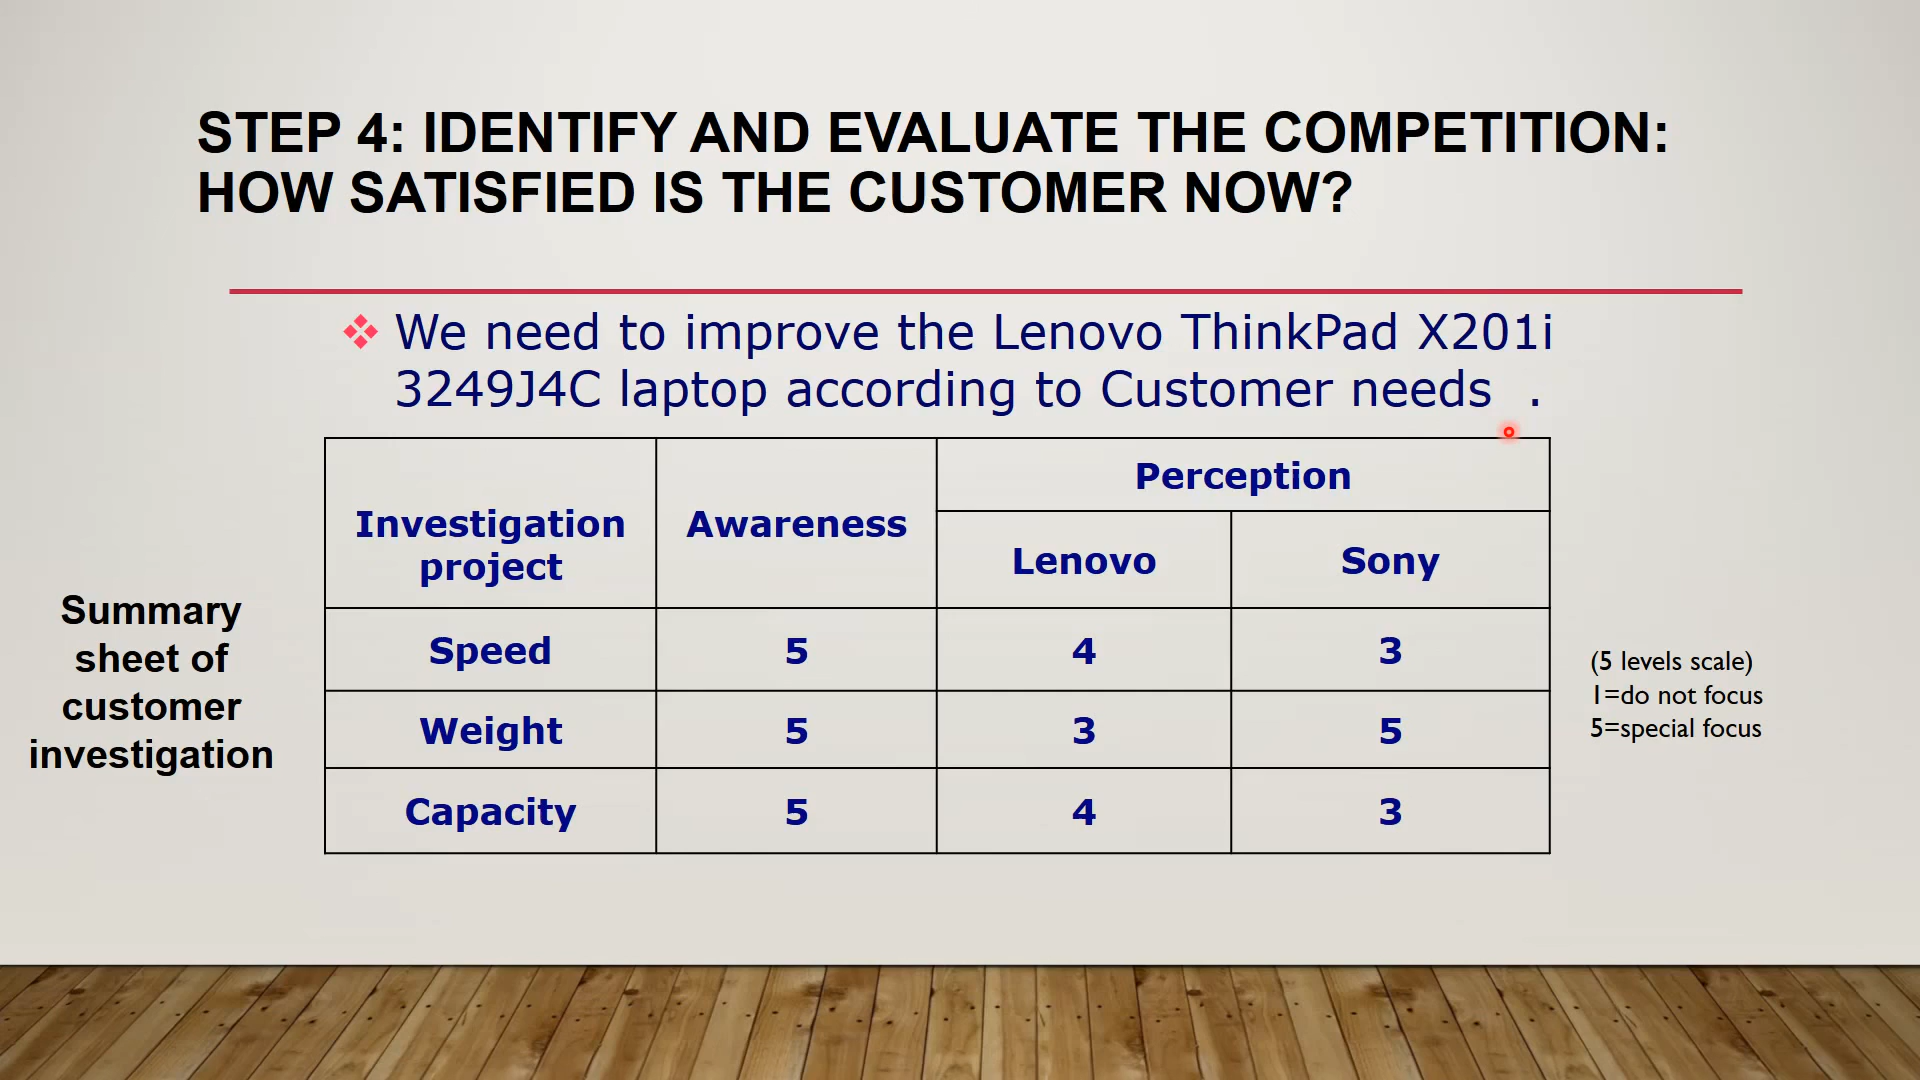 STEP 4: IDENTIFY AND EVALUATE THE COMPETITION:
HOW SATISFIED IS THE CUSTOMER NOW?
We need to improve the Lenovo ThinkPad X201i
3249J4C laptop according to Customer needs .
Summary
sheet of
customer
investigation
Investigation
project
Awareness
Perception
Lenovo Sony
Speed 5 4 3
Weight 5 3 5
Capacity 5 4 3
(5 levels scale)
1=do not focus
5=special focus